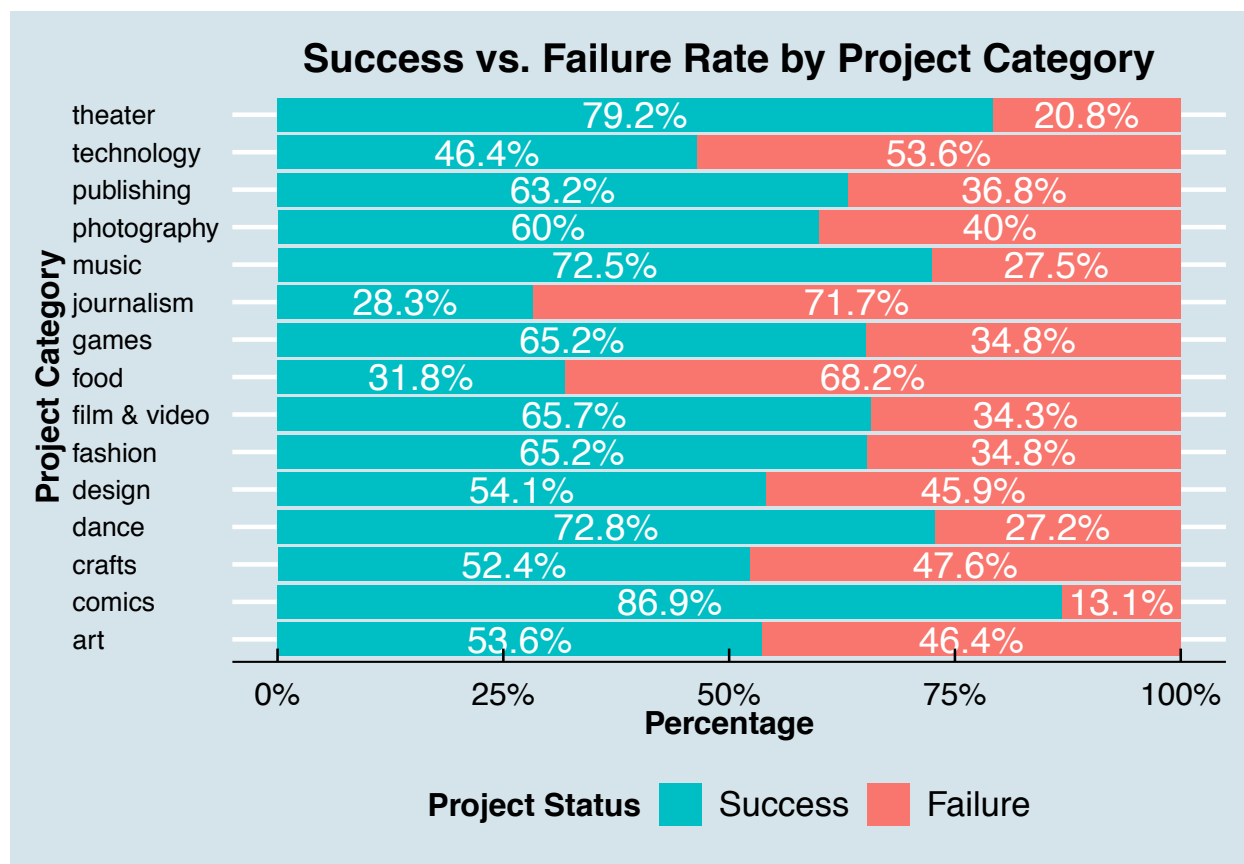 Success vs. Failure Rate by Project Category
Project Category
theater 79.2% 20.8%
technology 46.4% 53.6%
publishing 63.2% 36.8%
photography 60% 40%
music 72.5% 27.5%
journalism 28.3% 71.7%
games 65.2% 34.8%
food 31.8% 68.2%
film & video 65.7% 34.3%
fashion 65.2% 34.8%
design 54.1% 45.9%
dance 72.8% 27.2%
crafts 52.4% 47.6%
comics 86.9% 13.1%
art 53.6% 46.4%
0% 25% 50% 75% 100%
Percentage
Project Status Success Failure